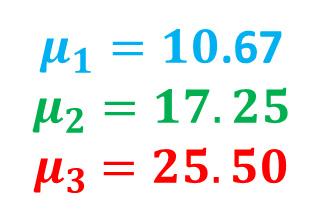 μ₁ = 10.67
μ₂ = 17.25
μ₃ = 25.50